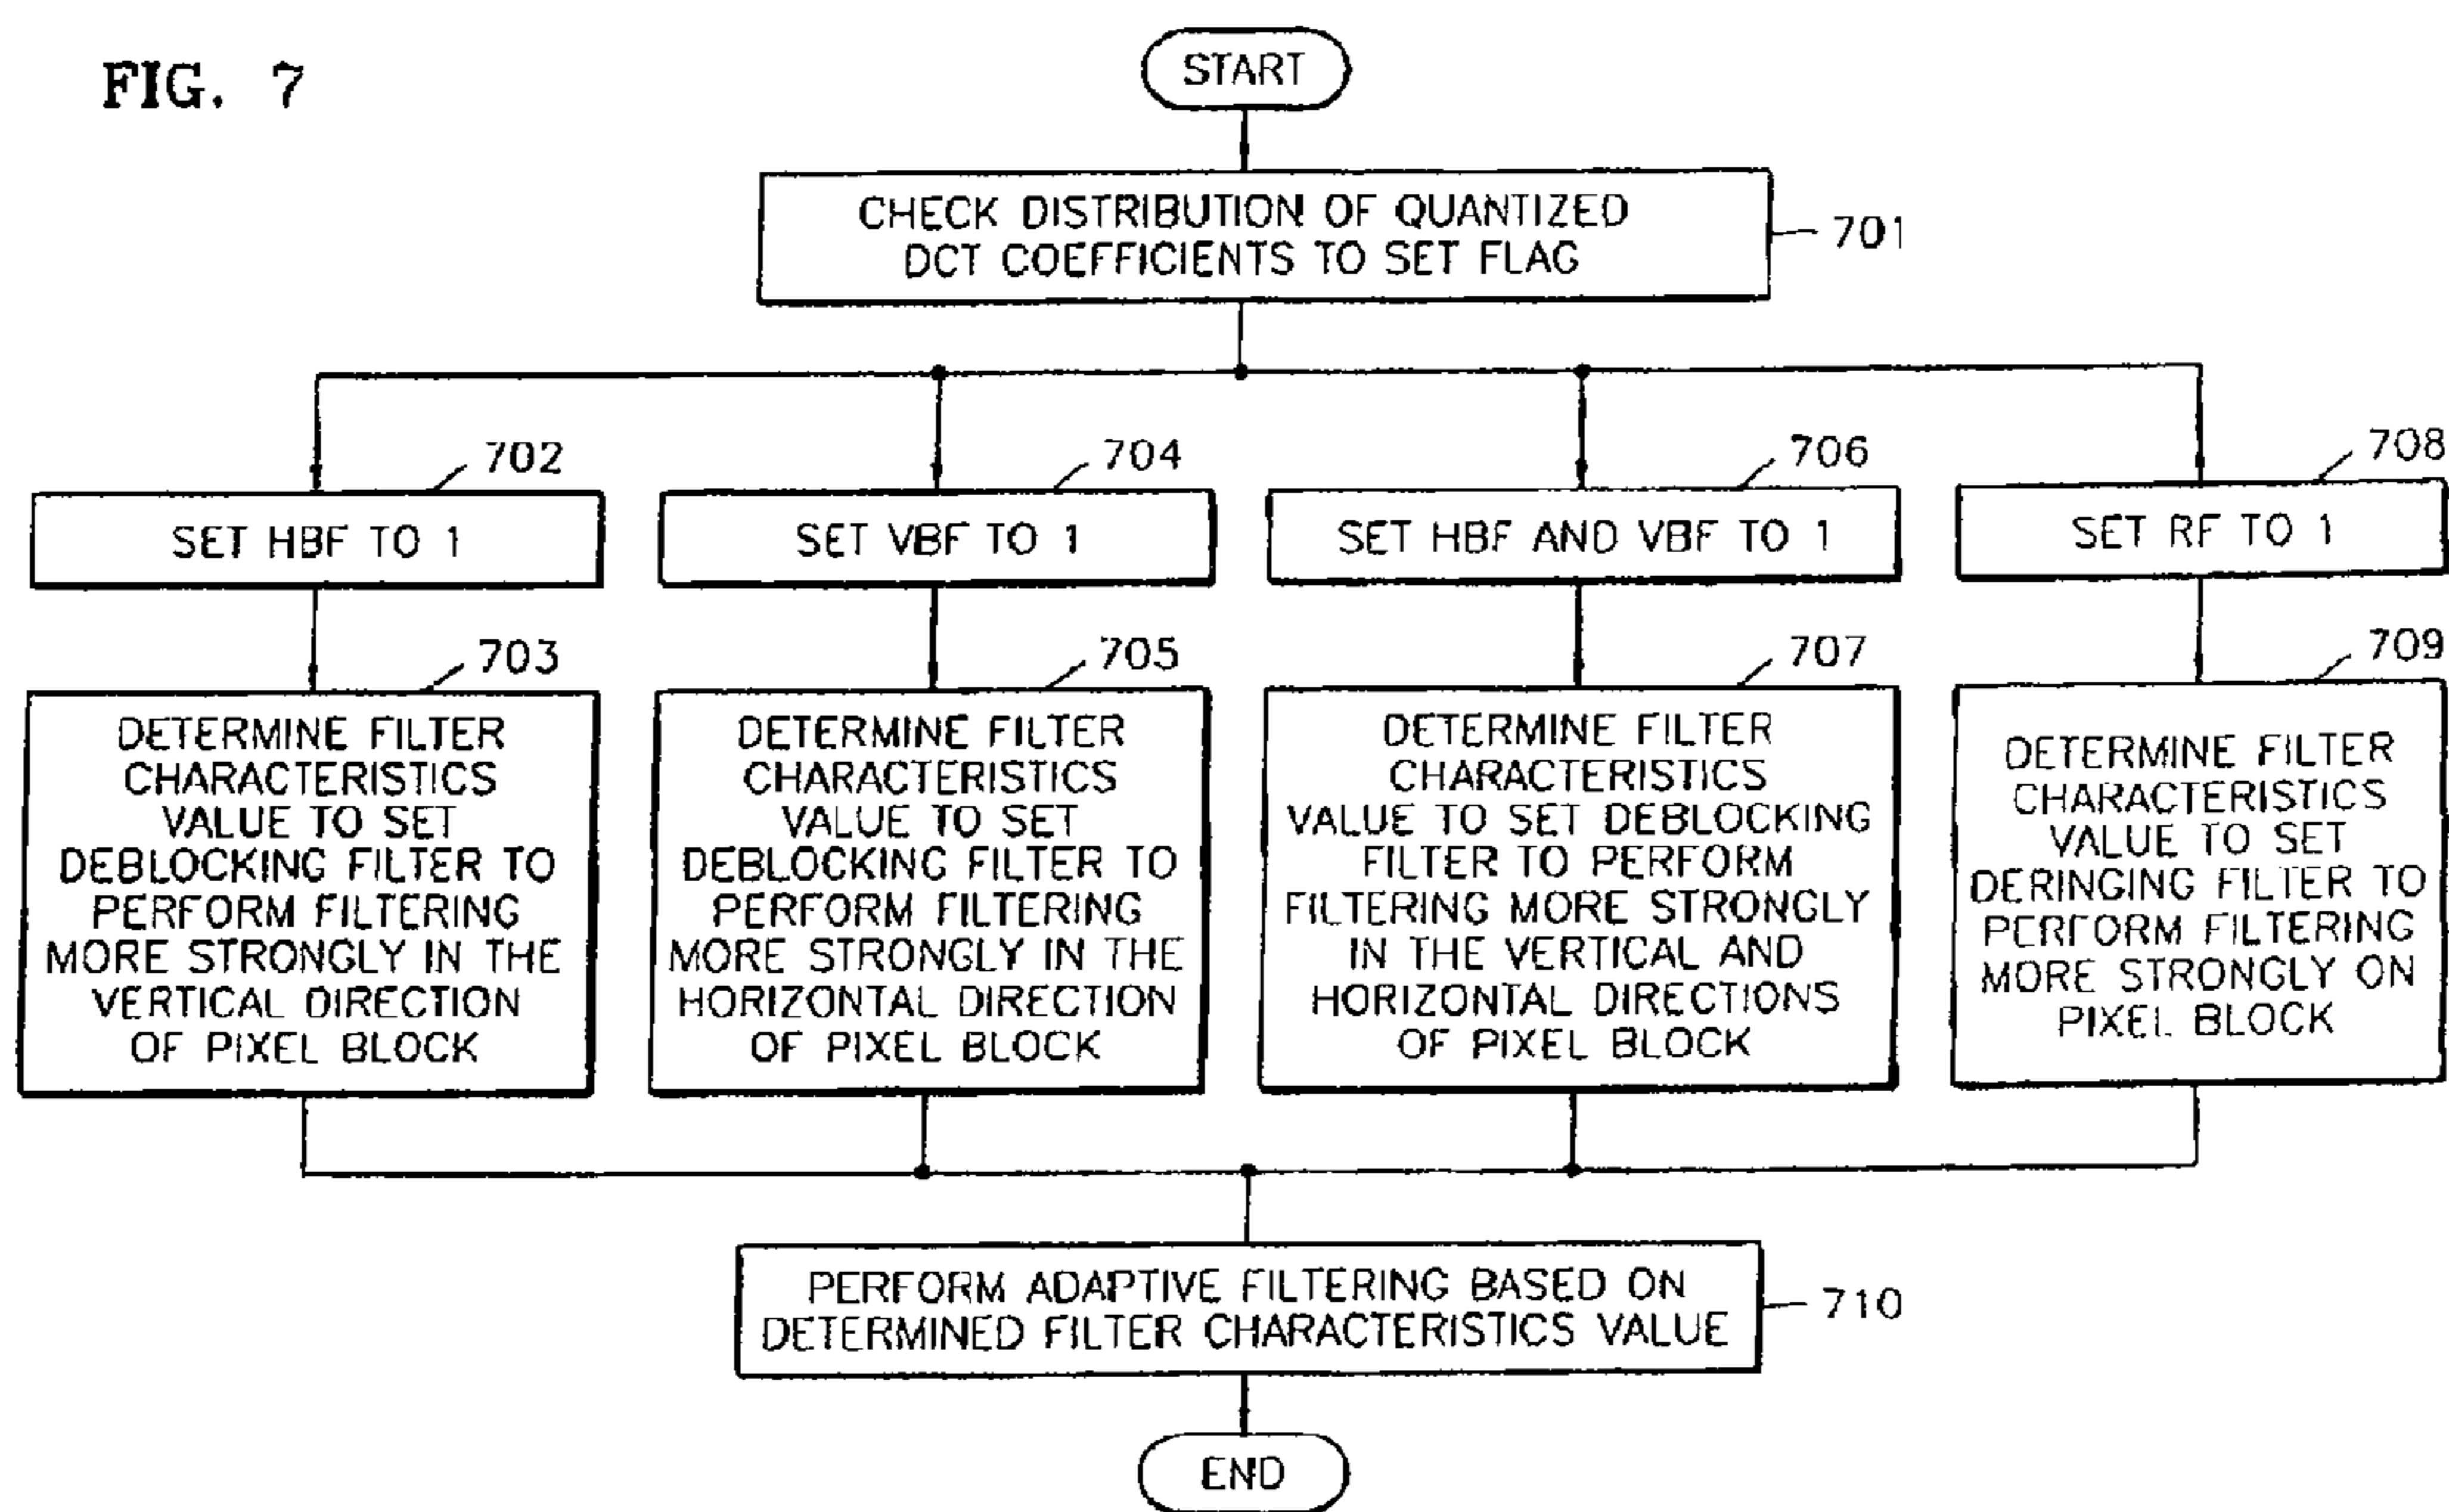 FIG. 7
START
CHECK DISTRIBUTION OF QUANTIZED
DCT COEFFICIENTS TO SET FLAG
701
702
SET HBF TO 1
704
SET VBF TO 1
706
SET HBF AND VBF TO 1
708
SET RF TO 1
703
DETERMINE FILTER
CHARACTERISTICS
VALUE TO SET
DEBLOCKING FILTER TO
PERFORM FILTERING
MORE STRONGLY IN THE
VERTICAL DIRECTION
OF PIXEL BLOCK
705
DETERMINE FILTER
CHARACTERISTICS
VALUE TO SET
DEBLOCKING FILTER TO
PERFORM FILTERING
MORE STRONGLY IN THE
HORIZONTAL DIRECTION
OF PIXEL BLOCK
707
DETERMINE FILTER
CHARACTERISTICS
VALUE TO SET DEBLOCKING
FILTER TO PERFORM
FILTERING MORE STRONGLY
IN THE VERTICAL AND
HORIZONTAL DIRECTIONS
OF PIXEL BLOCK
709
DETERMINE FILTER
CHARACTERISTICS
VALUE TO SET
DERINGING FILTER TO
PERFORM FILTERING
MORE STRONGLY ON
PIXEL BLOCK
PERFORM ADAPTIVE FILTERING BASED ON
DETERMINED FILTER CHARACTERISTICS VALUE
710
END